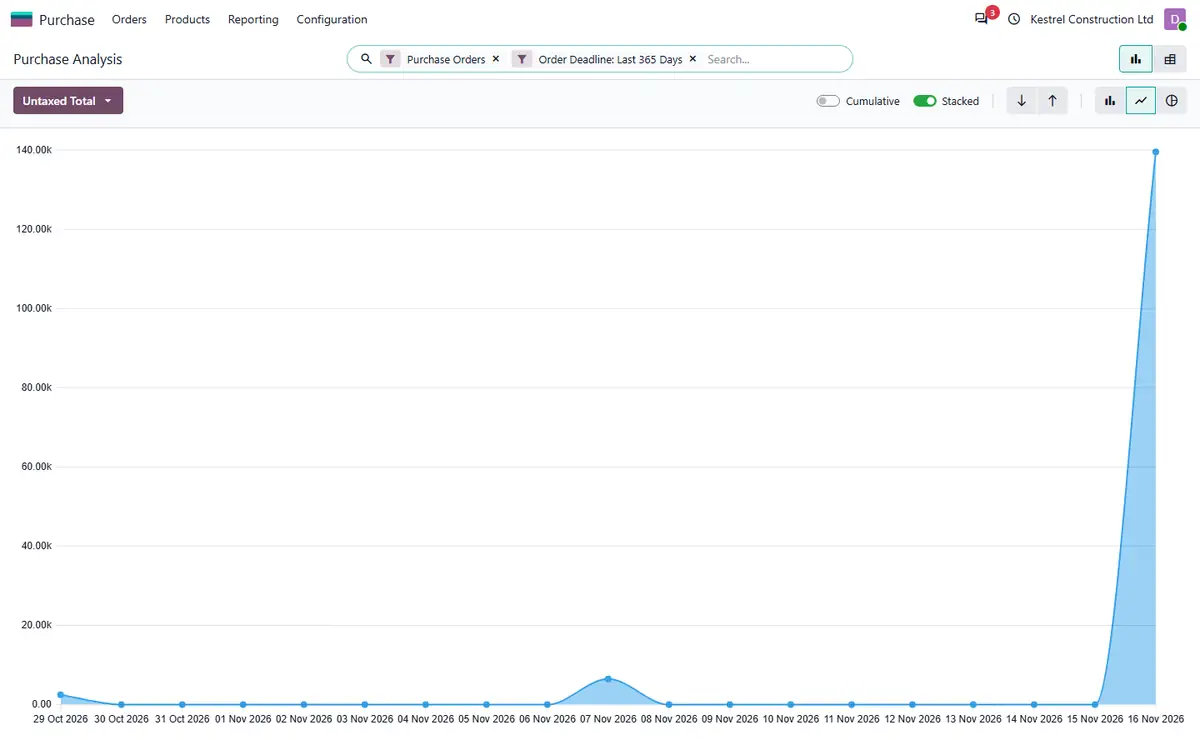 Purchase Orders Products Reporting Configuration 3 Kestrel Construction Ltd D
Purchase Analysis Purchase Orders × Order Deadline: Last 365 Days × Search...
Untaxed Total Cumulative Stacked
140.00k
120.00k
100.00k
80.00k
60.00k
40.00k
20.00k
0.00
29 Oct 2026 30 Oct 2026 31 Oct 2026 01 Nov 2026 02 Nov 2026 03 Nov 2026 04 Nov 2026 05 Nov 2026 06 Nov 2026 07 Nov 2026 08 Nov 2026 09 Nov 2026 10 Nov 2026 11 Nov 2026 12 Nov 2026 13 Nov 2026 14 Nov 2026 15 Nov 2026 16 Nov 2026